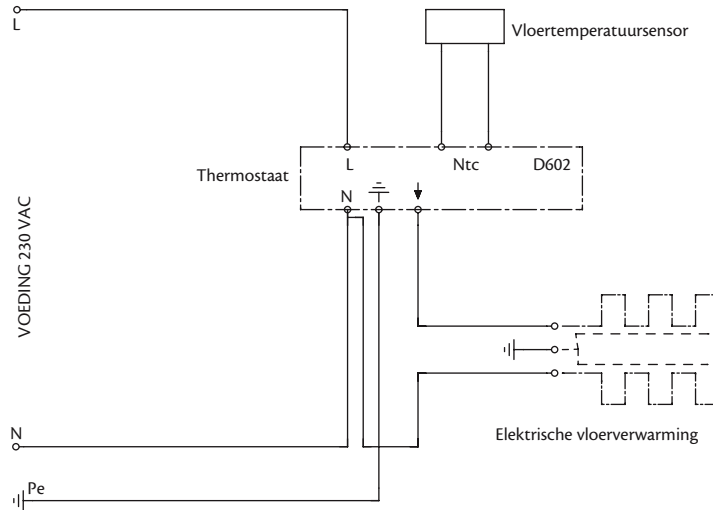 L
Vloertemperatuursensor
L
Ntc
D602
Thermostaat
N
VOEDING 230 VAC
N
Elektrische vloerverwarming
Pe